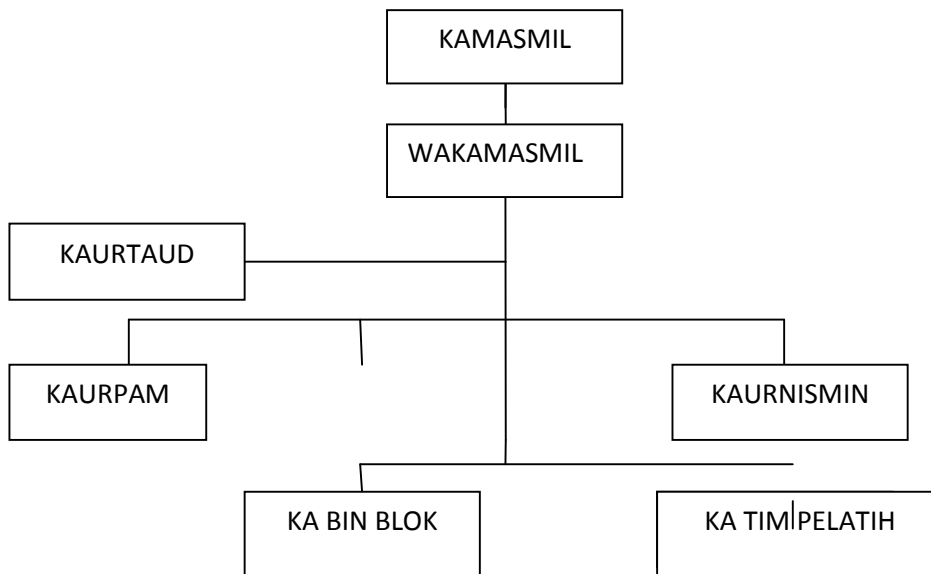 KAMASMIL
WAKAMASMIL
KAURTAUD
KAURPAM
KAURNISMIN
KA BIN BLOK
KA TIM PELATIH